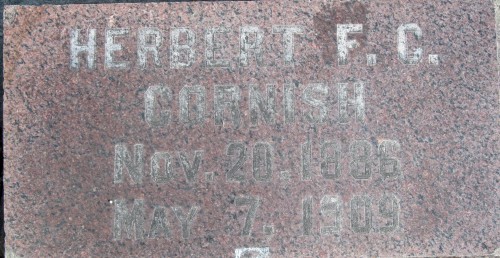 HERBERT F. C.
CORNISH
NOV. 20, 1886
MAY 7, 1909